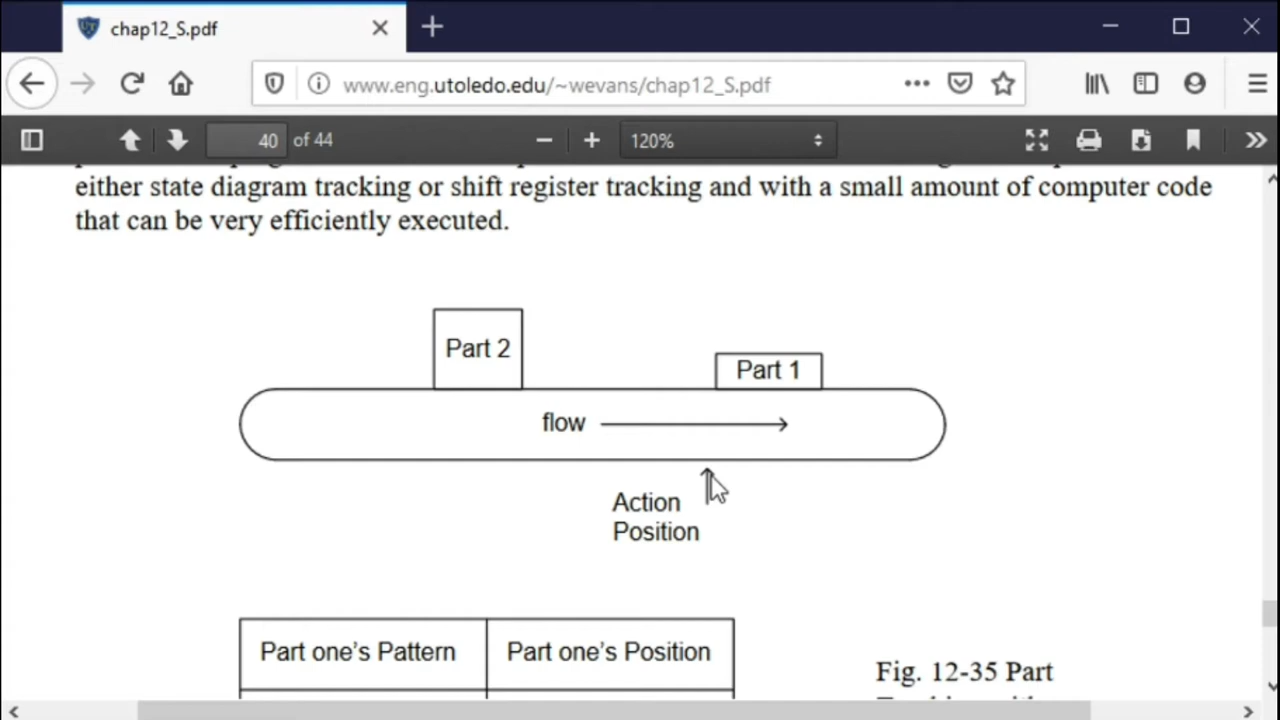 chap12_S.pdf
www.eng.utoledo.edu/~wevans/chap12_S.pdf
40 of 44
120%
either state diagram tracking or shift register tracking and with a small amount of computer code
that can be very efficiently executed.
Part 2
Part 1
flow
Action
Position
Part one's Pattern
Part one's Position
Fig. 12-35 Part